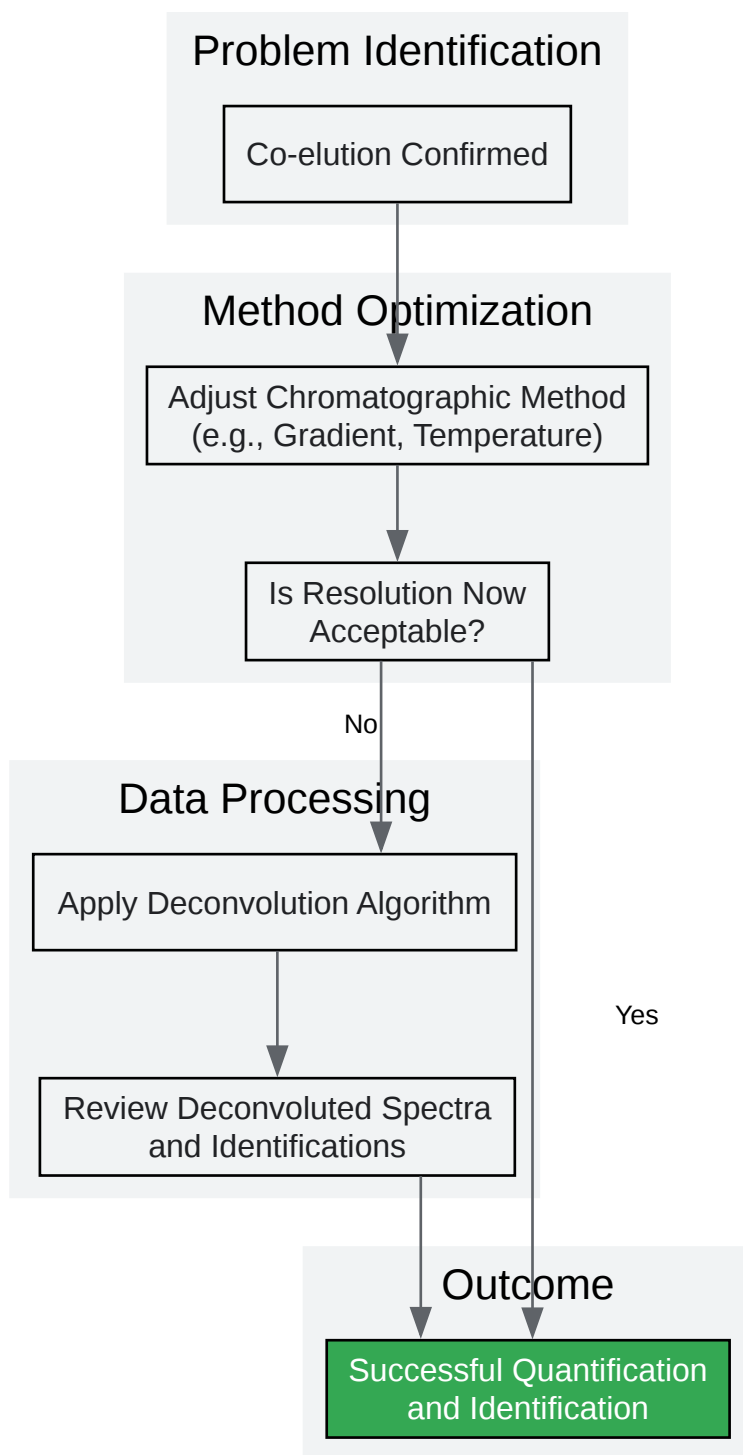 Problem Identification
Co-elution Confirmed
Method Optimization
Adjust Chromatographic Method
(e.g., Gradient, Temperature)
Is Resolution Now
Acceptable?
No
Data Processing
Apply Deconvolution Algorithm
Yes
Review Deconvoluted Spectra
and Identifications
Outcome
Successful Quantification
and Identification